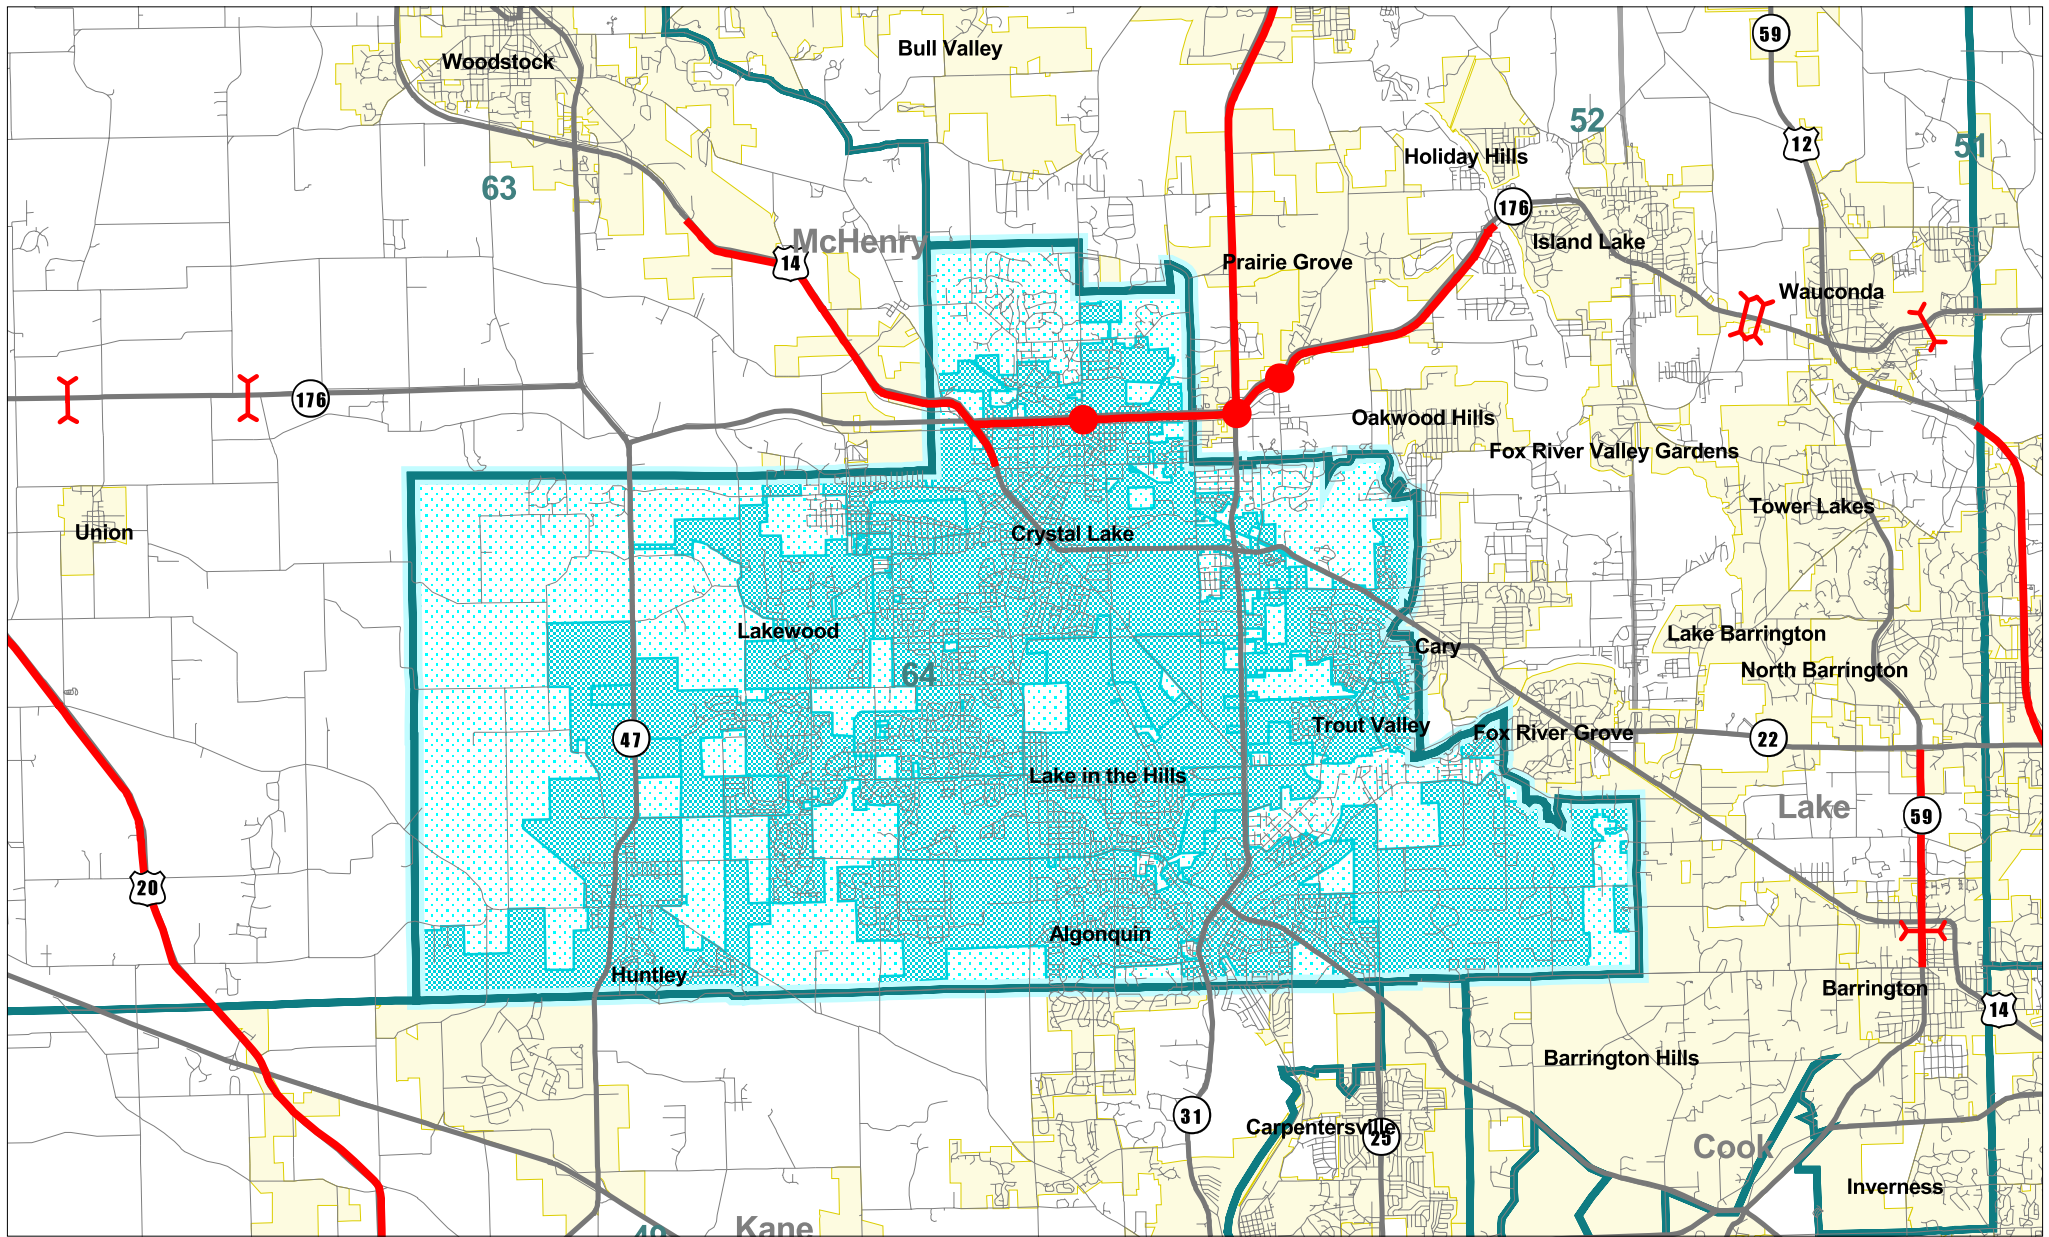 59
Bull Valley
Woodstock
52
12
51
Holiday Hills
63
176
McHenry
Island Lake
14
Prairie Grove
Wauconda
176
Oakwood Hills
Fox River Valley Gardens
Tower Lakes
Union
Crystal Lake
Lakewood
Lake Barrington
Cary
64
North Barrington
Trout Valley
Fox River Grove
47
22
Lake in the Hills
Lake
59
20
Algonquin
Huntley
Barrington
14
Barrington Hills
31
Carpentersville
25
Cook
Inverness
Kane
49